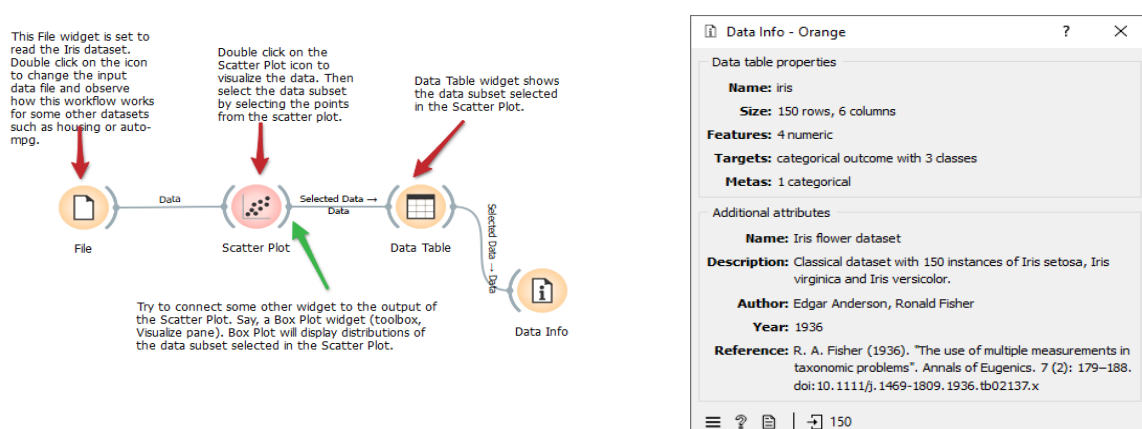 This File widget is set to
read the Iris dataset.
Double click on the icon
to change the input
data file and observe
how this workflow works
for some other datasets
such as housing or auto-
mpg.
Double click on the
Scatter Plot icon to
visualize the data. Then
select the data subset
by selecting the points
from the scatter plot.
Data Table widget shows
the data subset selected
in the Scatter Plot.
Data
Selected Data →
Data
Selected Data → Data
File
Scatter Plot
Data Table
Data Info
Try to connect some other widget to the output of
the Scatter Plot. Say, a Box Plot widget (toolbox,
Visualize pane). Box Plot will display distributions of
the data subset selected in the Scatter Plot.
Data Info - Orange
?
Data table properties
Name: iris
Size: 150 rows, 6 columns
Features: 4 numeric
Targets: categorical outcome with 3 classes
Metas: 1 categorical
Additional attributes
Name: Iris flower dataset
Description: Classical dataset with 150 instances of Iris setosa, Iris
virginica and Iris versicolor.
Author: Edgar Anderson, Ronald Fisher
Year: 1936
Reference: R. A. Fisher (1936). "The use of multiple measurements in
taxonomic problems". Annals of Eugenics. 7 (2): 179–188.
doi:10.1111/j.1469-1809.1936.tb02137.x
? 150